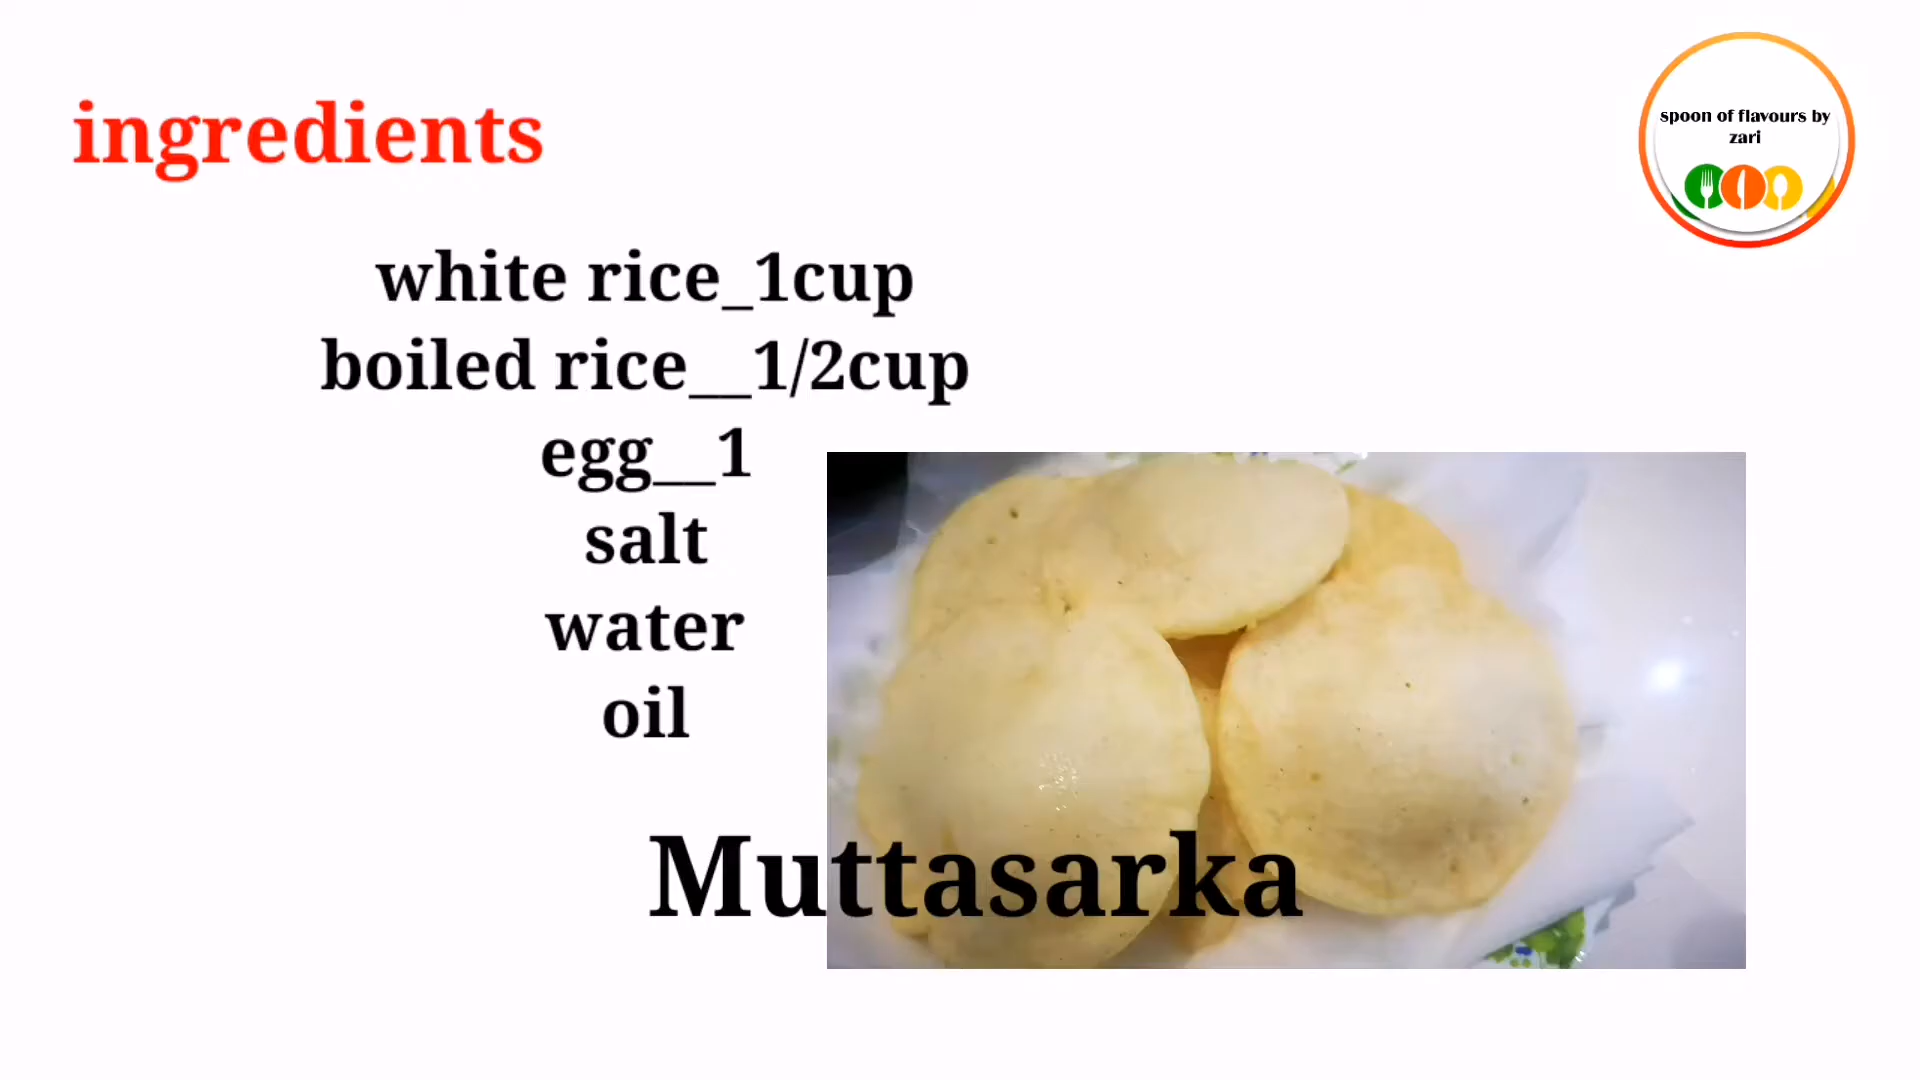 ingredients
spoon of flavours by
zari
white rice_1cup
boiled rice__1/2cup
egg__1
salt
water
oil
Muttasarka